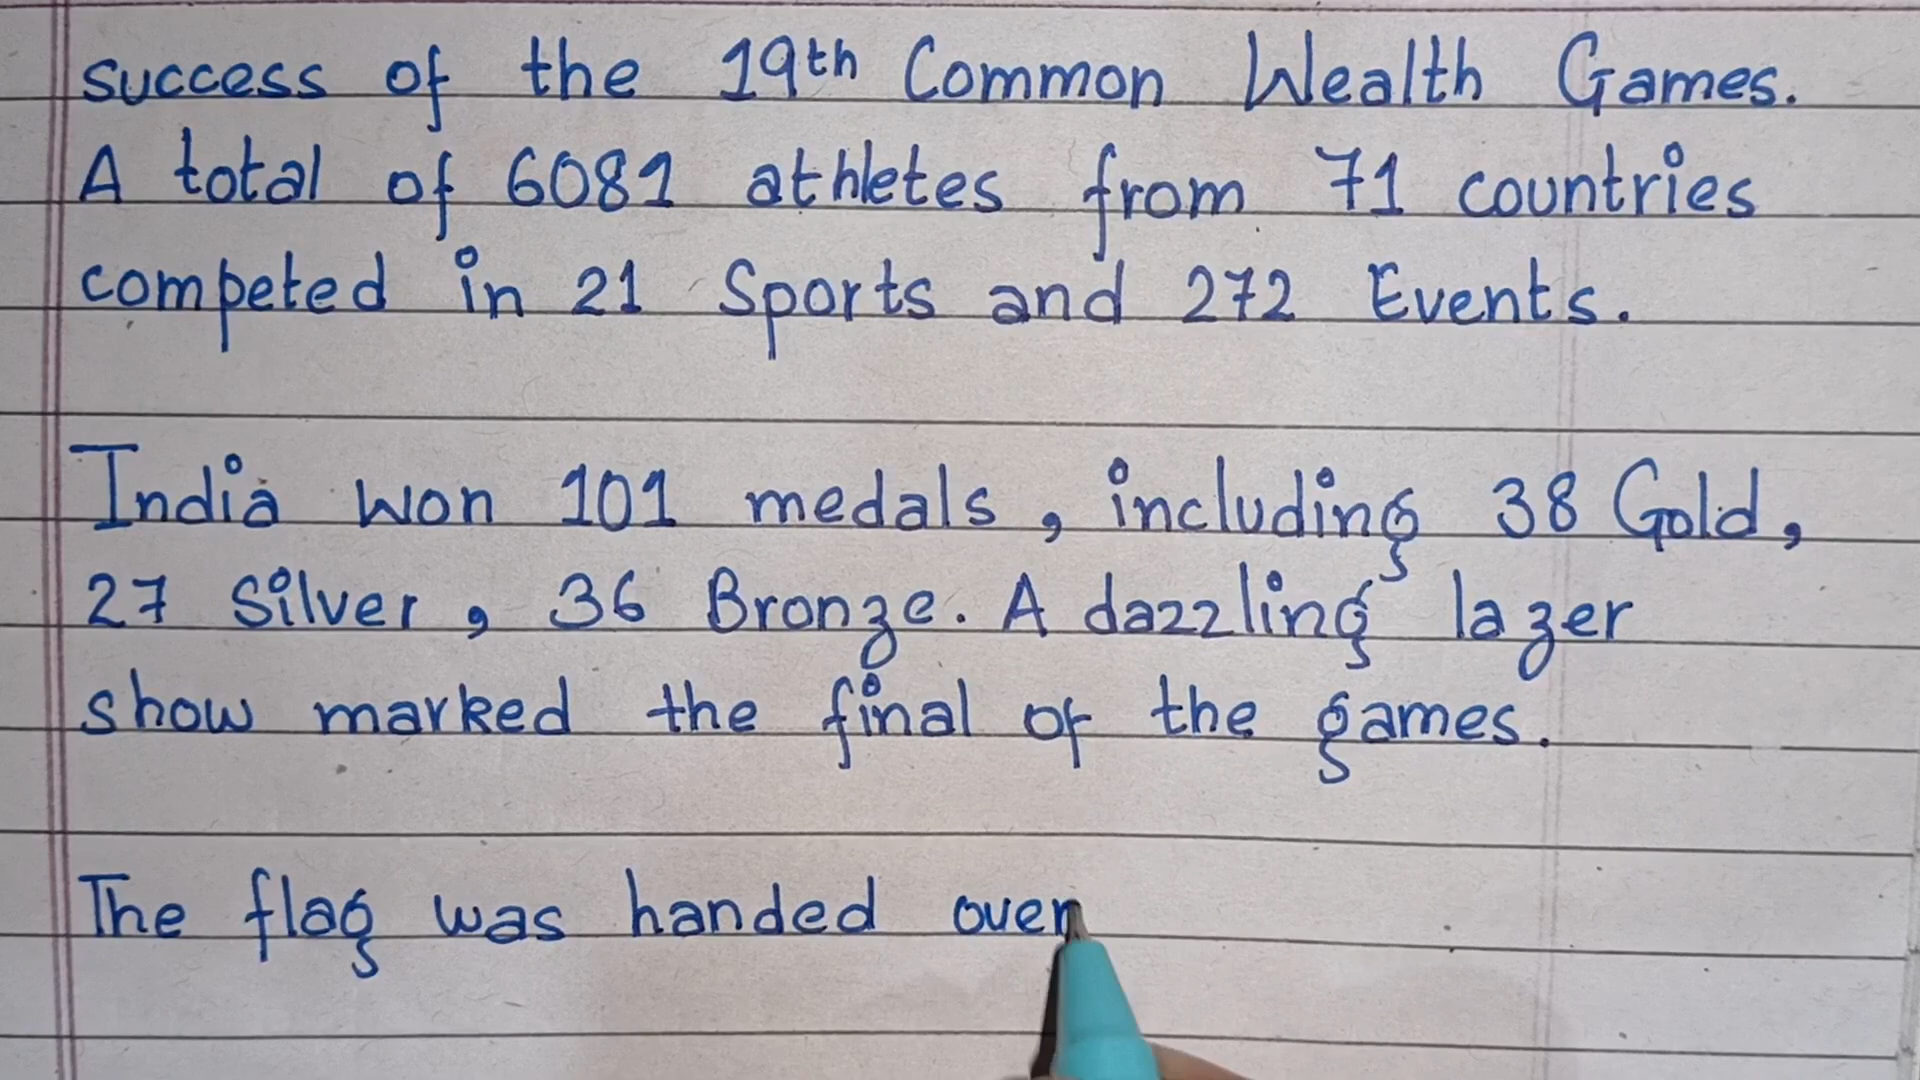 success of the 19th Common Wealth Games.
A total of 6081 athletes from 71 countries
competed in 21 Sports and 272 Events.
India won 101 medals, including 38 Gold,
27 Silver, 36 Bronze. A dazzling lazer
show marked the final of the games.
The flag was handed over